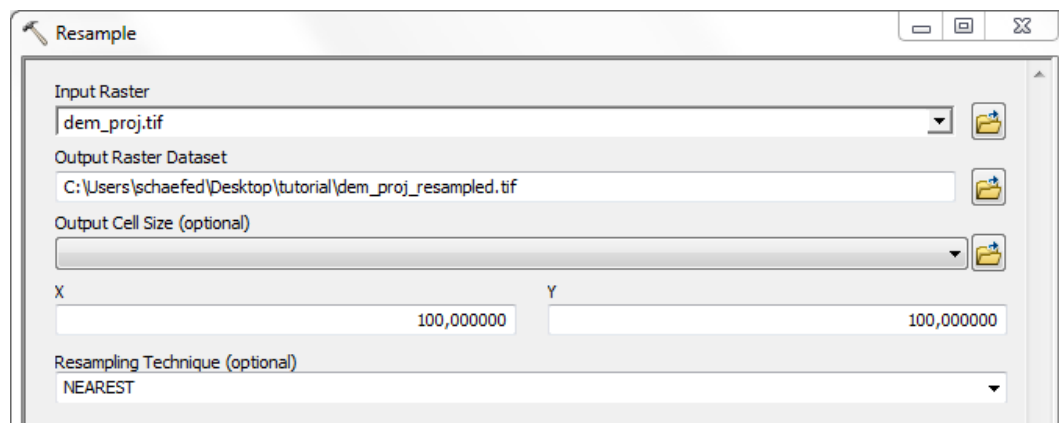 Resample
Input Raster
dem_proj.tif
Output Raster Dataset
C:\Users\schaefed\Desktop\tutorial\dem_proj_resampled.tif
Output Cell Size (optional)
X Y
100,000000 100,000000
Resampling Technique (optional)
NEAREST